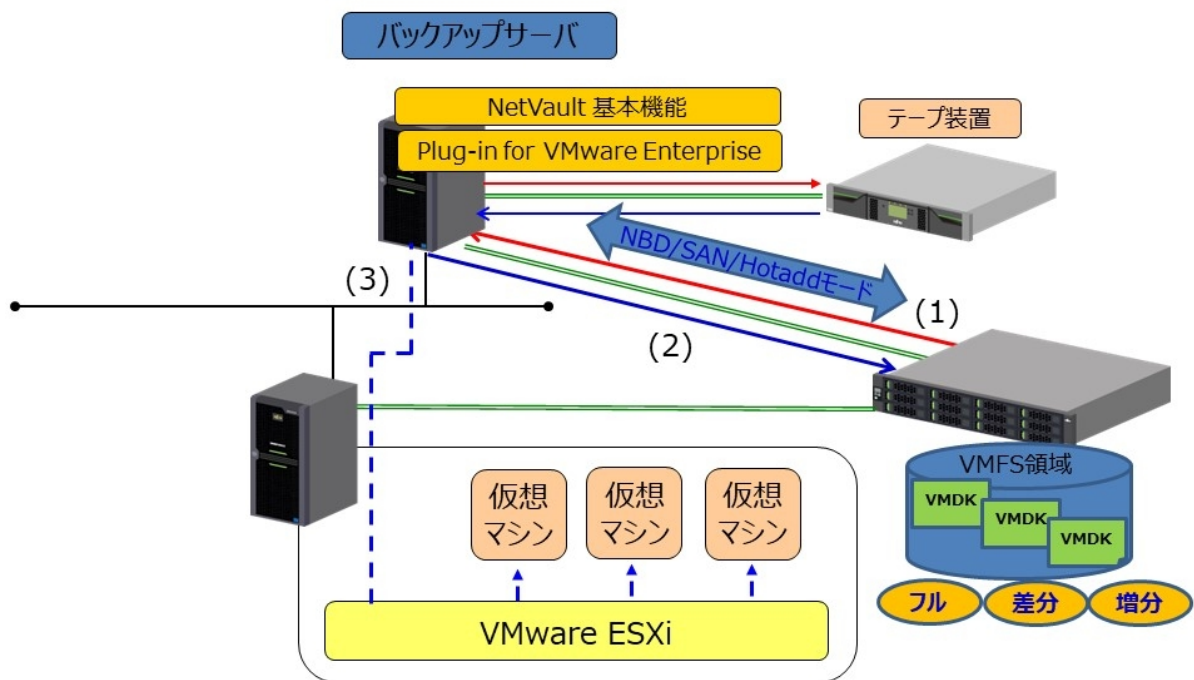 バックアップサーバ
NetVault 基本機能
Plug-in for VMware Enterprise
テープ装置
NBD/SAN/Hotaddモード
(3)
(1)
(2)
VMFS領域
VMDK
VMDK
VMDK
仮想
マシン
仮想
マシン
仮想
マシン
フル
差分
増分
VMware ESXi